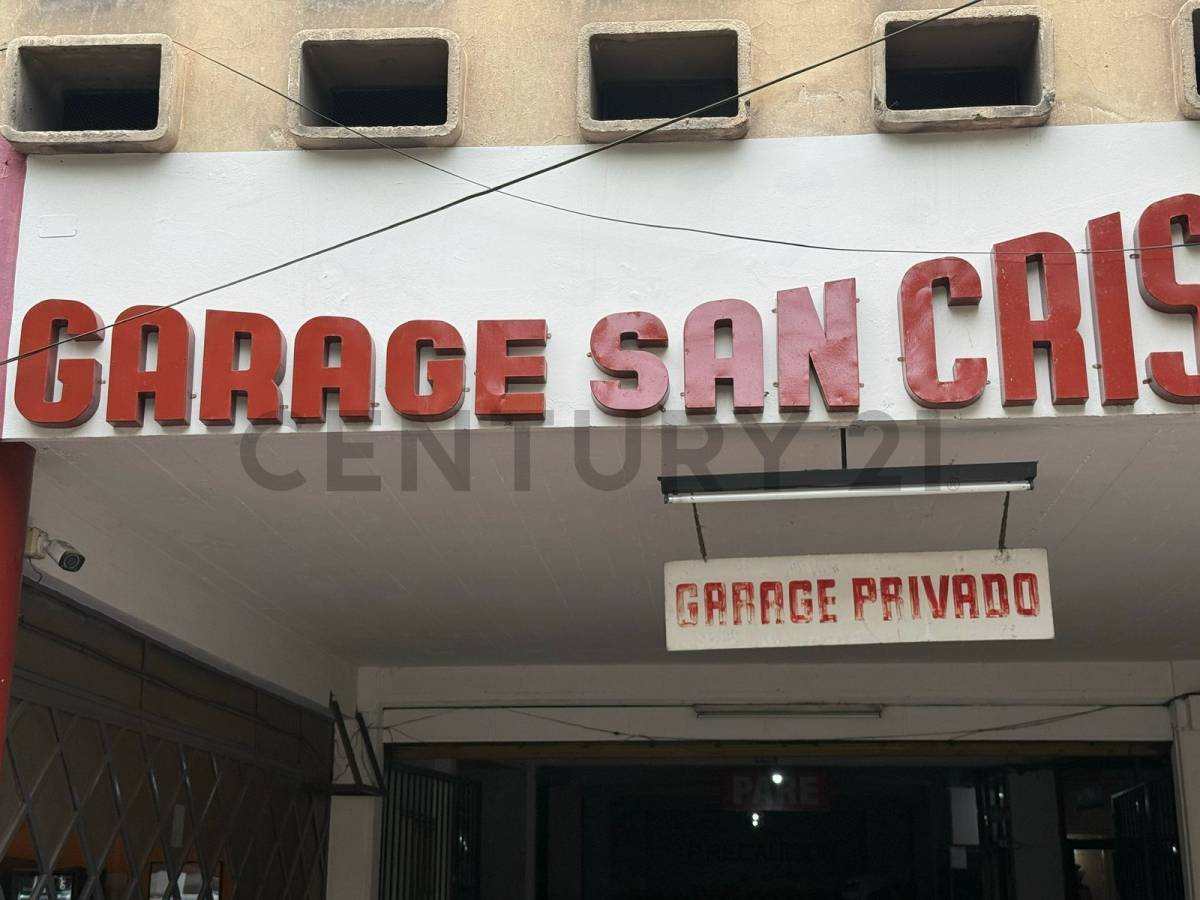 GARAGE SAN CRIS
CENTURY 21
GARAGE PRIVADO
PARE